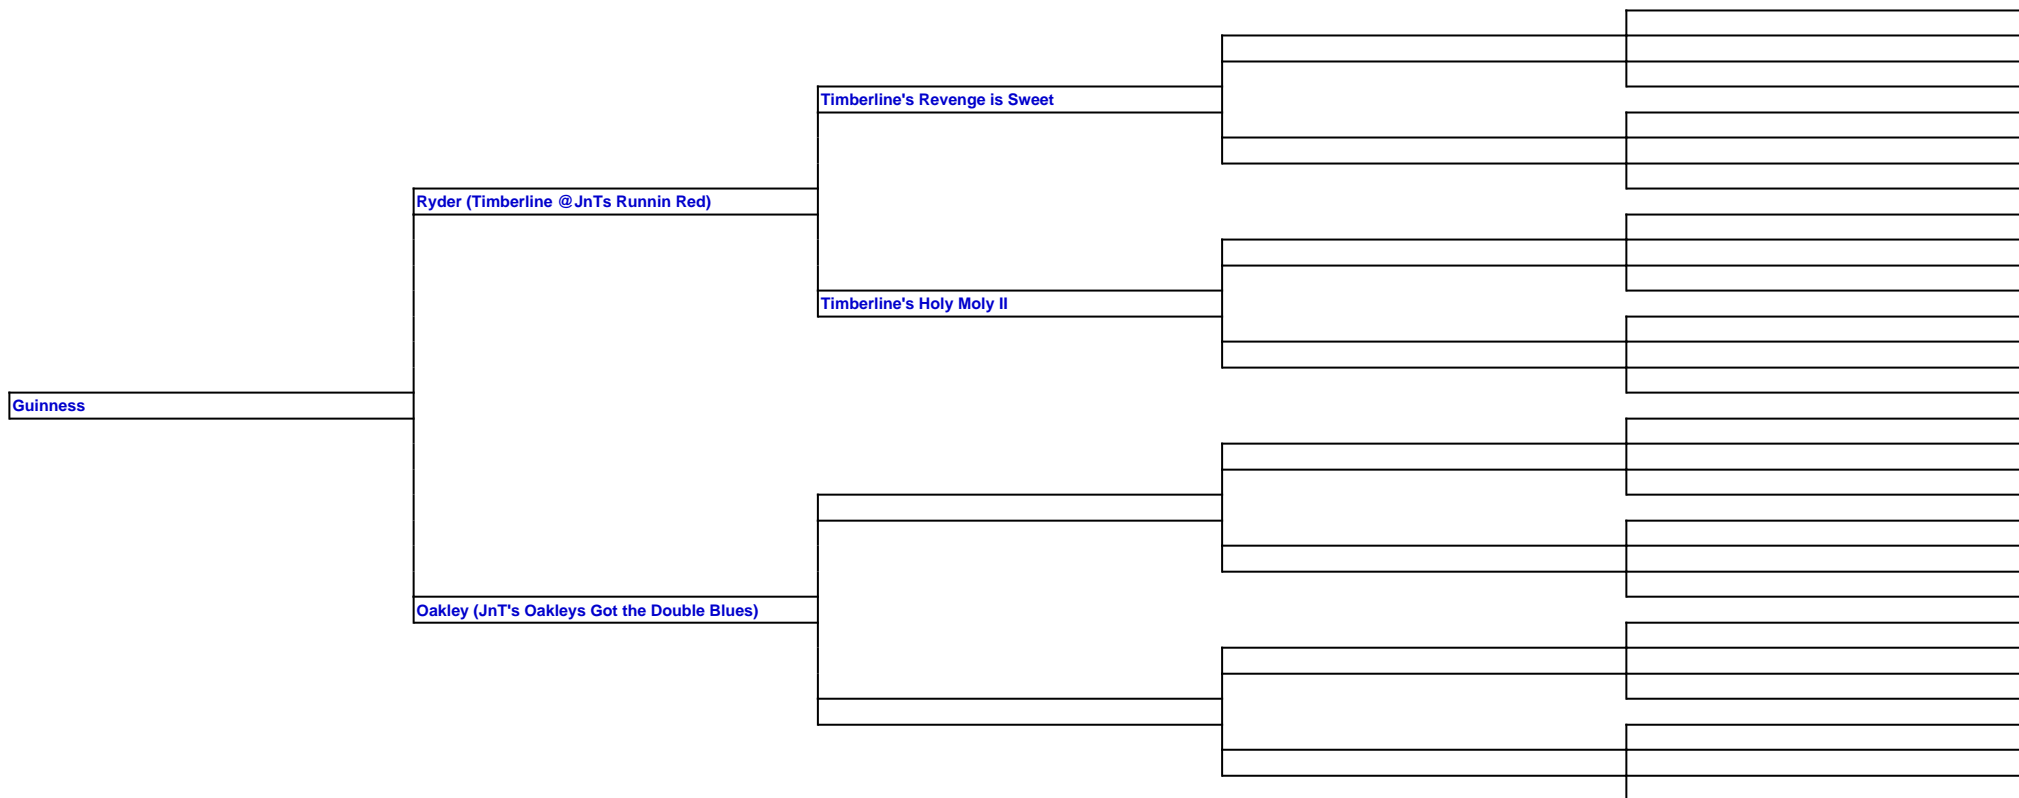 Timberline's Revenge is Sweet
Ryder (Timberline @JnTs Runnin Red)
Timberline's Holy Moly II
Guinness
Oakley (JnT's Oakleys Got the Double Blues)